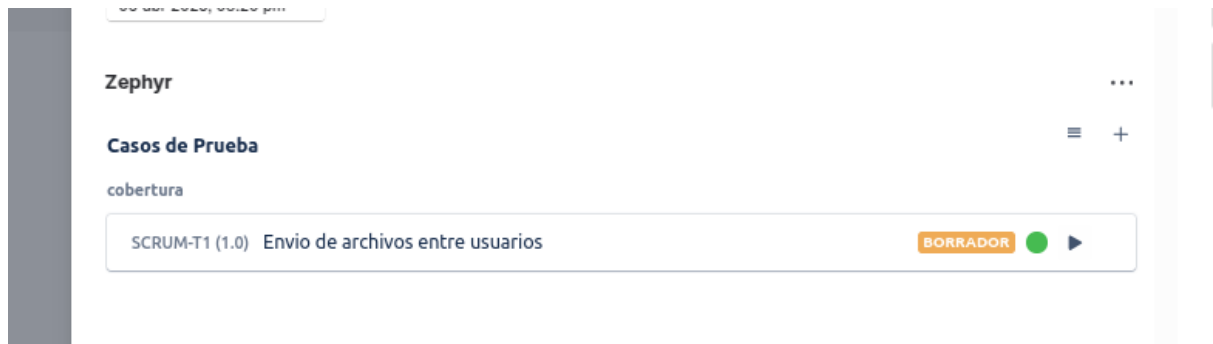 Zephyr
Casos de Prueba
cobertura
SCRUM-T1 (1.0) Envio de archivos entre usuarios BORRADOR